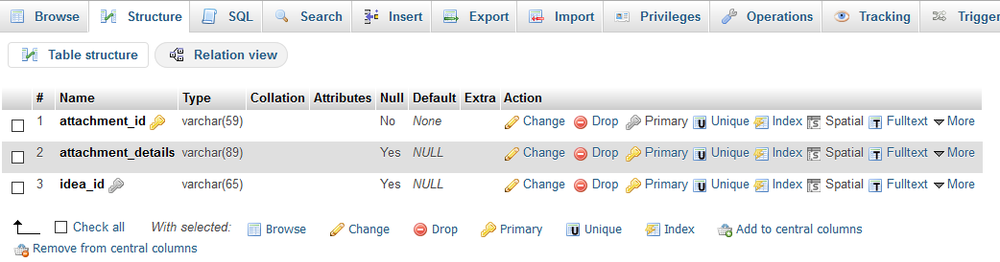 Browse Structure SQL Search Insert Export Import Privileges Operations Tracking Trigger
Table structure Relation view
# Name Type Collation Attributes Null Default Extra Action
1 attachment_id varchar(59) No None Change Drop Primary Unique Index Spatial Fulltext More
2 attachment_details varchar(89) Yes NULL Change Drop Primary Unique Index Spatial Fulltext More
3 idea_id varchar(65) Yes NULL Change Drop Primary Unique Index Spatial Fulltext More
Check all With selected: Browse Change Drop Primary Unique Index Add to central columns
Remove from central columns